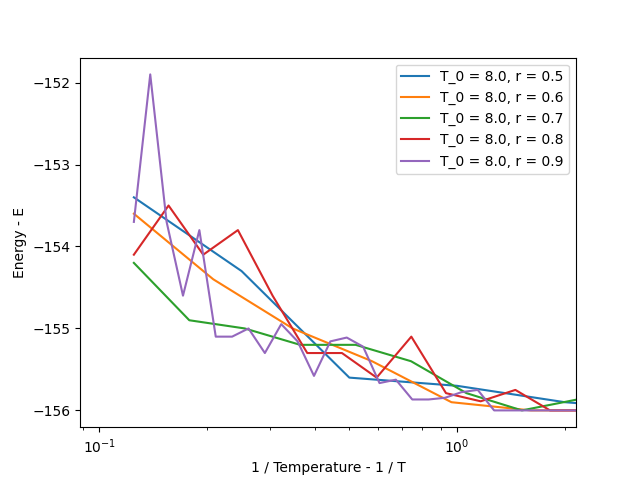 −152
−153
−154
−155
−156
Energy - E
10⁻¹
10⁰
1 / Temperature - 1 / T
T_0 = 8.0, r = 0.5
T_0 = 8.0, r = 0.6
T_0 = 8.0, r = 0.7
T_0 = 8.0, r = 0.8
T_0 = 8.0, r = 0.9